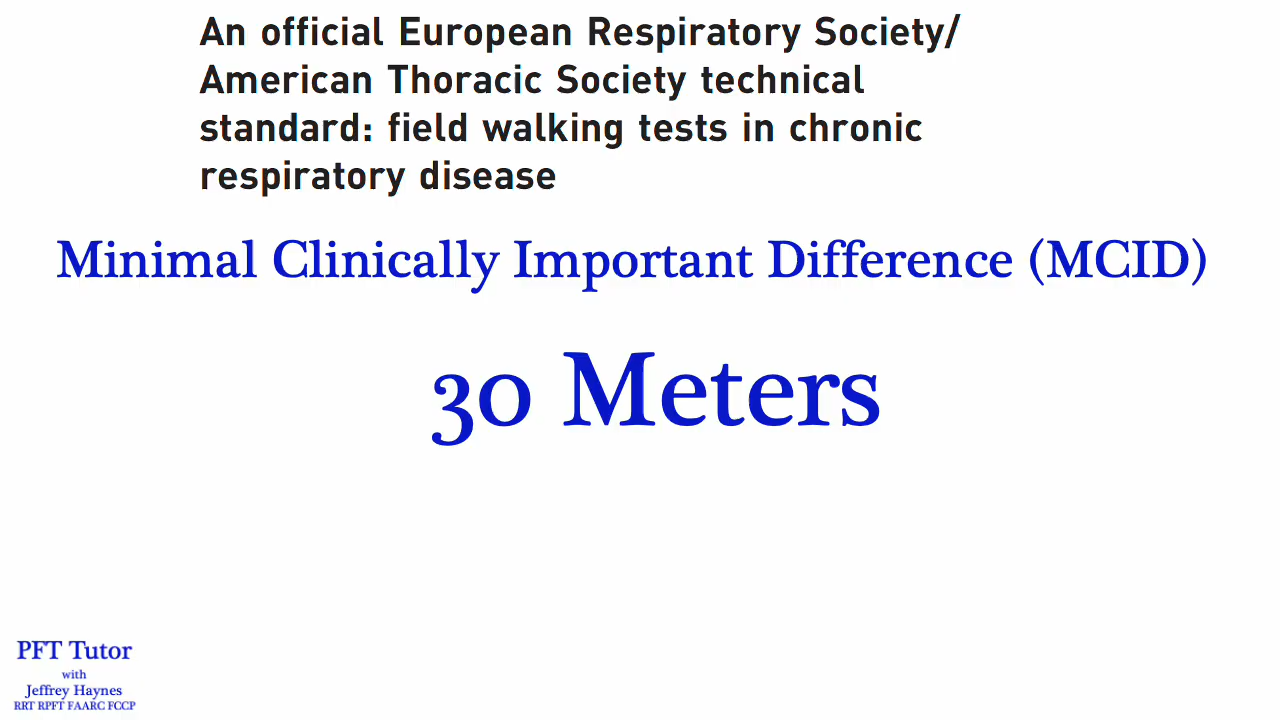 An official European Respiratory Society/
American Thoracic Society technical
standard: field walking tests in chronic
respiratory disease
Minimal Clinically Important Difference (MCID)
30 Meters
PFT Tutor
with
Jeffrey Haynes
RRT RPFT FAARC FCCP